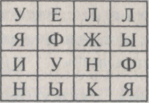 У Е Л Л
Я Ф Ж Ы
И У Н Ф
Н Ы К Я